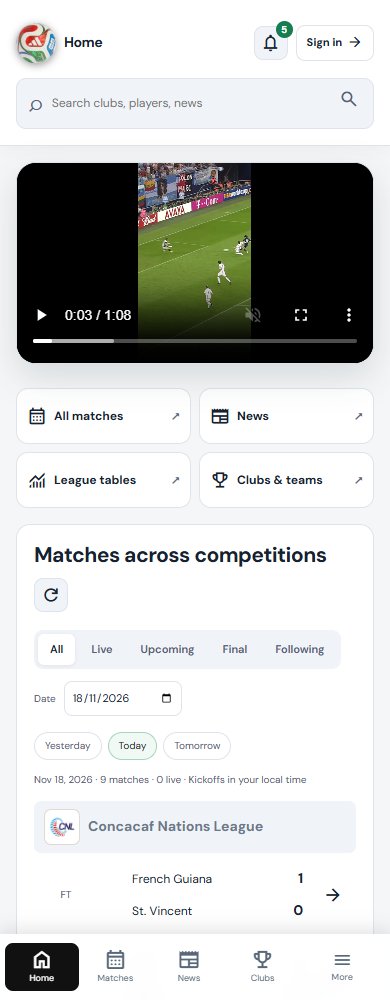 Home
5
Sign in
Search clubs, players, news
AVAYA
0:03 / 1:08
All matches
News
League tables
Clubs & teams
Matches across competitions
All Live Upcoming Final Following
Date 18/11/2026
Yesterday Today Tomorrow
Nov 18, 2026 · 9 matches · 0 live · Kickoffs in your local time
CNL Concacaf Nations League
French Guiana 1
FT
St. Vincent 0
Home Matches News Clubs More